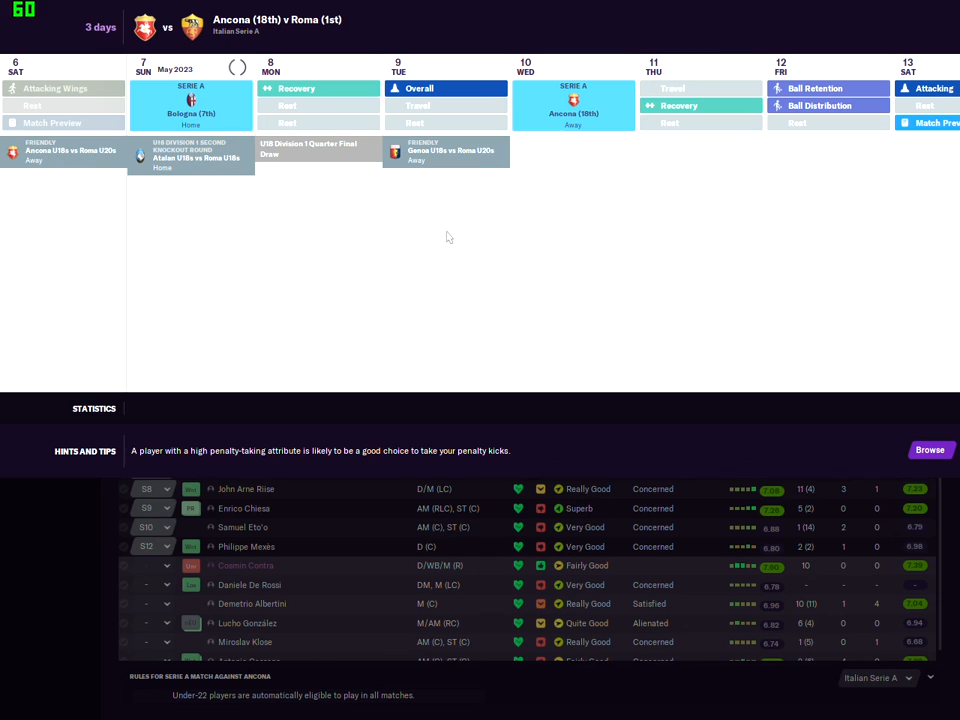 60
3 days
vs
Ancona (18th) v Roma (1st)
Italian Serie A
6
SAT
7
SUN
May 2023
8
MON
9
TUE
10
WED
11
THU
12
FRI
13
SAT
Attacking Wings
Rest
Match Preview
SERIE A
Bologna (7th)
Home
Recovery
Rest
Rest
Overall
Travel
Rest
SERIE A
Ancona (18th)
Away
Travel
Recovery
Rest
Ball Retention
Ball Distribution
Rest
Attacking
Rest
Match Prev
FRIENDLY
Ancona U18s vs Roma U20s
Away
U18 DIVISION 1 SECOND
KNOCKOUT ROUND
Atalan U18s vs Roma U18s
Home
U18 Division 1 Quarter Final
Draw
FRIENDLY
Genoa U18s vs Roma U20s
Away
STATISTICS
HINTS AND TIPS
A player with a high penalty-taking attribute is likely to be a good choice to take your penalty kicks.
Browse
S8 Wnt John Arne Riise D/M (LC) Really Good Concerned 7.08 11 (4) 3 1 7.23
S9 PR Enrico Chiesa AM (RLC), ST (C) Superb Concerned 7.26 5 (2) 0 0 7.20
S10 Samuel Eto'o AM (C), ST (C) Very Good Concerned 6.88 1 (14) 2 0 6.79
S12 Wnt Philippe Mexès D (C) Very Good Concerned 6.80 2 (2) 1 0 6.98
- Cosmin Contra D/WB/M (R) Fairly Good 7.60 10 0 0 7.39
- Daniele De Rossi DM, M (LC) Very Good Concerned 6.78 - - - -
- Demetrio Albertini M (C) Really Good Satisfied 6.96 10 (11) 1 4 7.04
- Lucho González M/AM (RC) Quite Good Alienated 6.82 6 (4) 0 0 6.94
- Miroslav Klose AM (C), ST (C) Really Good Concerned 6.74 1 (5) 0 1 6.68
RULES FOR SERIE A MATCH AGAINST ANCONA
Italian Serie A
Under-22 players are automatically eligible to play in all matches.